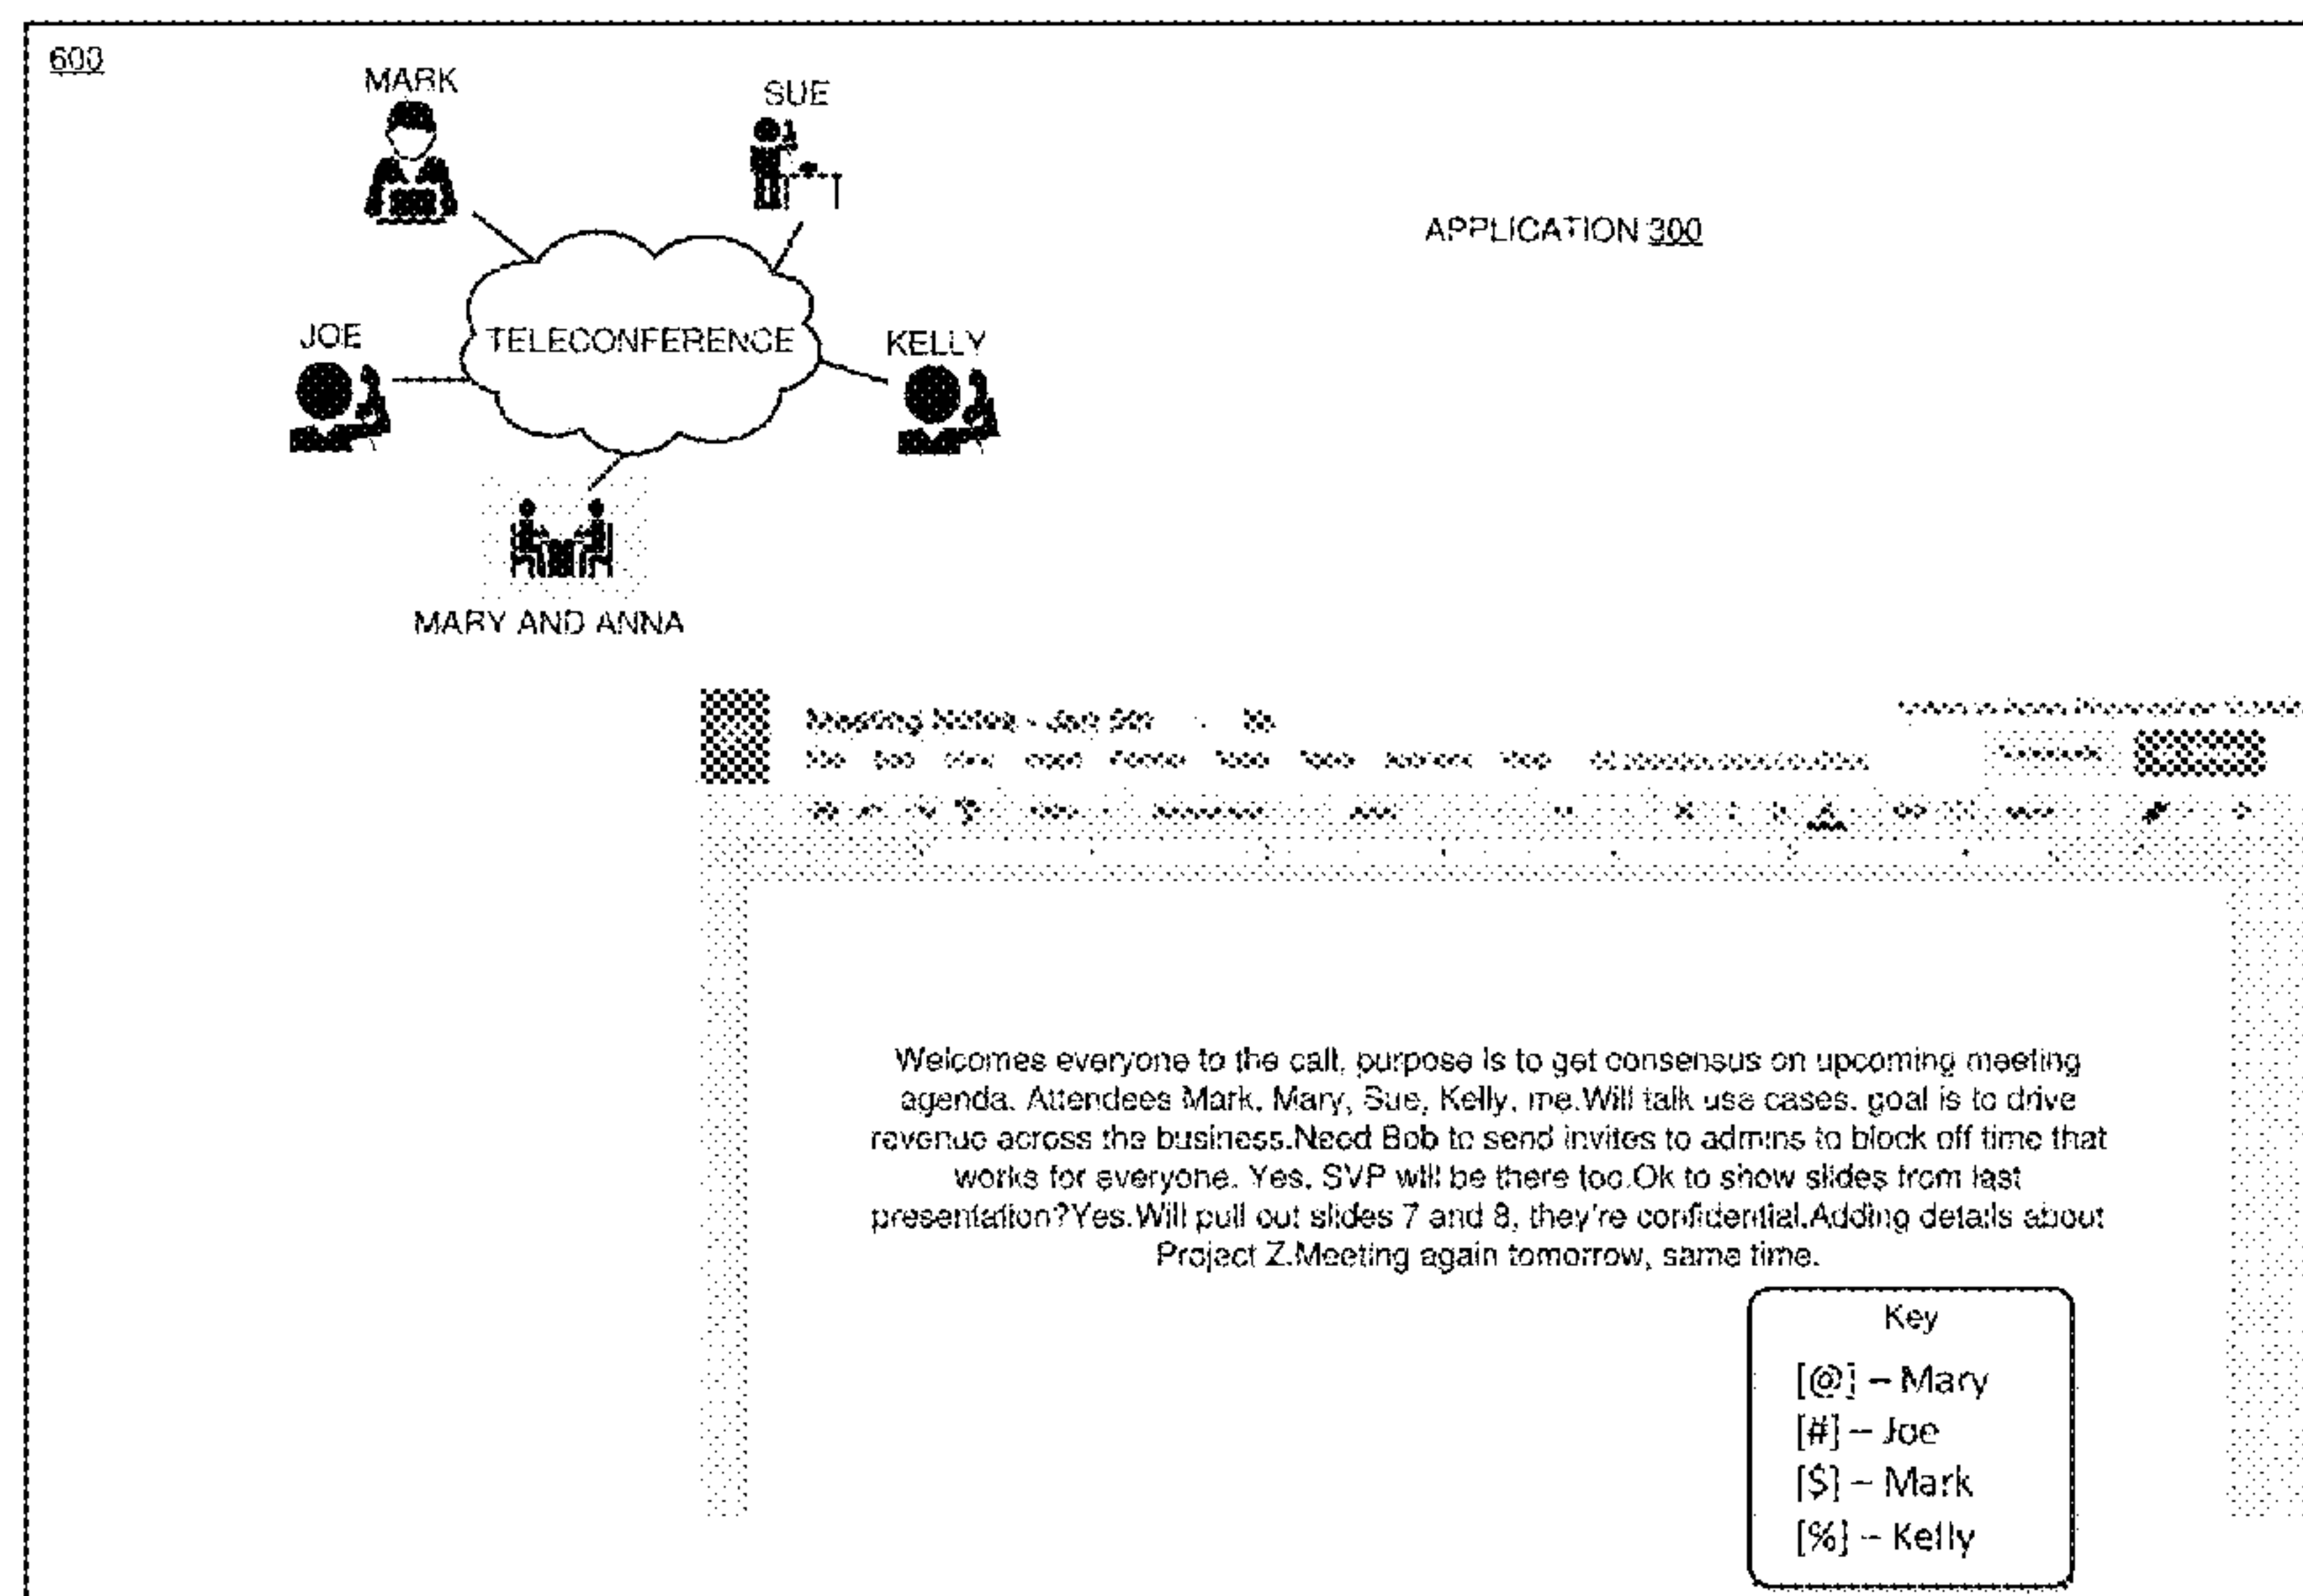 600
MARK
SUE
APPLICATION 300
JOE
TELECONFERENCE
KELLY
MARY AND ANNA
Meeting Notes - Jan 5th
Welcomes everyone to the call, purpose is to get consensus on upcoming meeting
agenda. Attendees Mark, Mary, Sue, Kelly, me.Will talk use cases, goal is to drive
revenue across the business.Need Bob to send invites to admins to block off time that
works for everyone. Yes, SVP will be there too.Ok to show slides from last
presentation?Yes.Will pull out slides 7 and 8, they're confidential.Adding details about
Project Z.Meeting again tomorrow, same time.
Key
[@] – Mary
[#] – Joe
[$] – Mark
[%] – Kelly